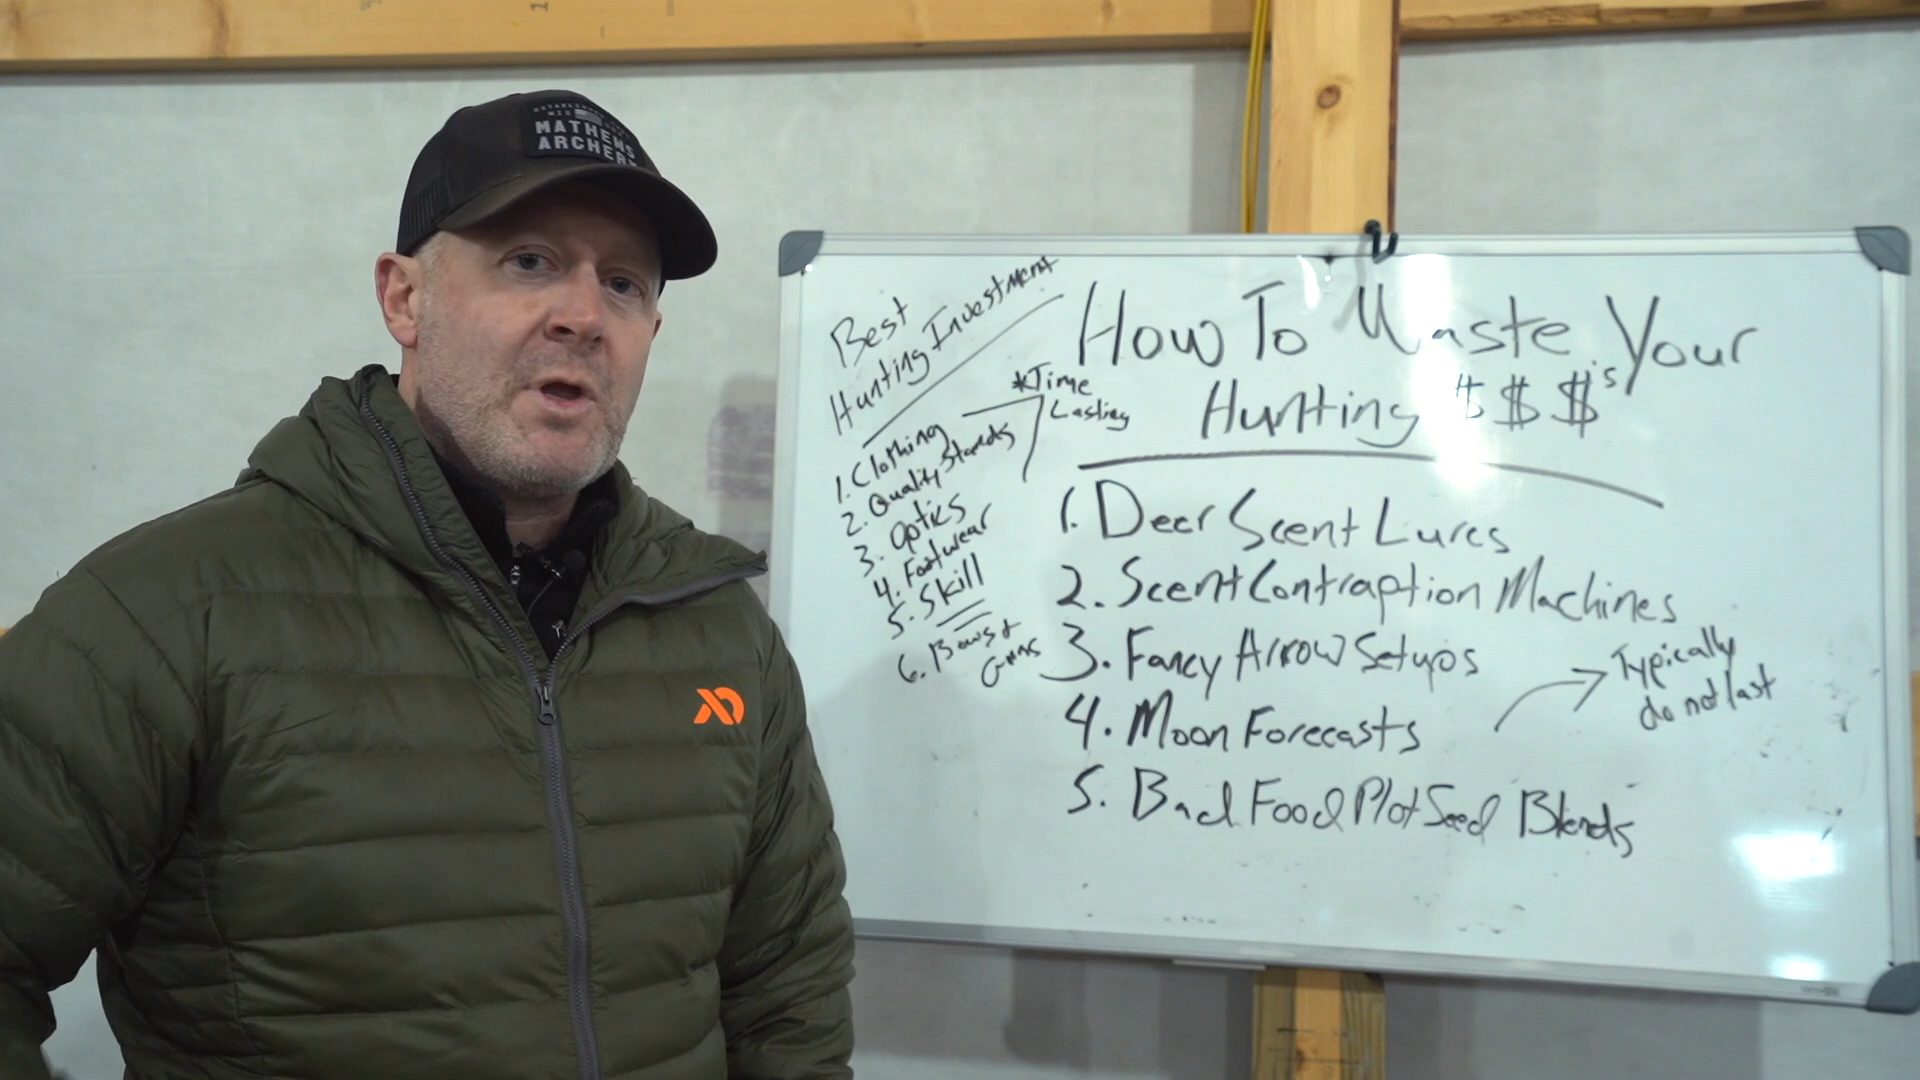 MATHEWS
ARCHERY
Best
Hunting Investment
*Time
Lasting
1. Clothing
2. Quality Stands
3. Optics
4. Footwear
5. Skill
6. Bows +
Guns
How To Waste Your
Hunting $$$'s
1. Deer Scent Lures
2. Scent Contraption Machines
3. Fancy Arrow Setups
4. Moon Forecasts
5. Bad Food Plot Seed Blends
Typically
do not last